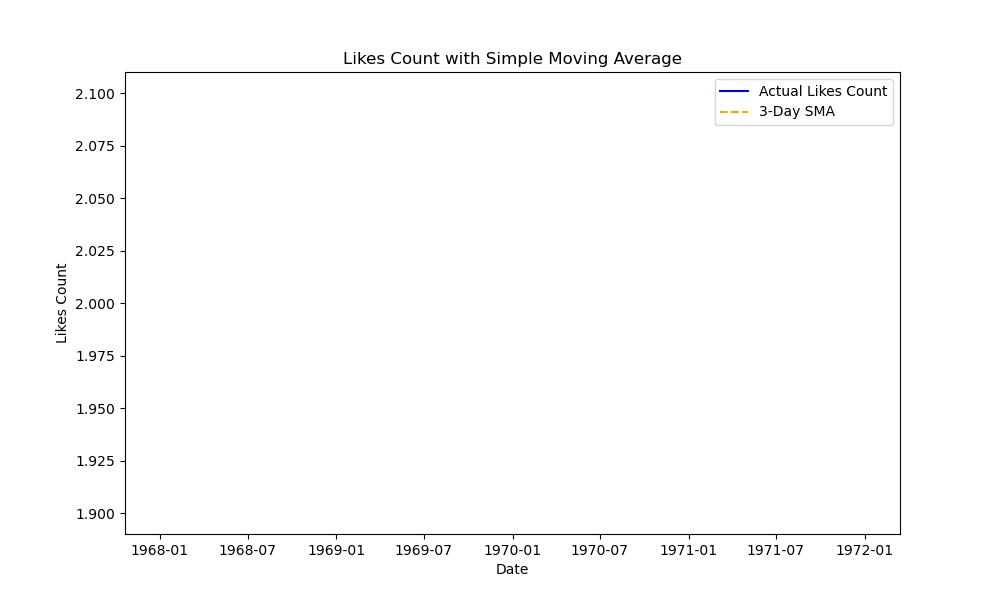 Likes Count with Simple Moving Average
Actual Likes Count
3-Day SMA
2.100
2.075
2.050
2.025
2.000
1.975
1.950
1.925
1.900
Likes Count
1968-01 1968-07 1969-01 1969-07 1970-01 1970-07 1971-01 1971-07 1972-01
Date